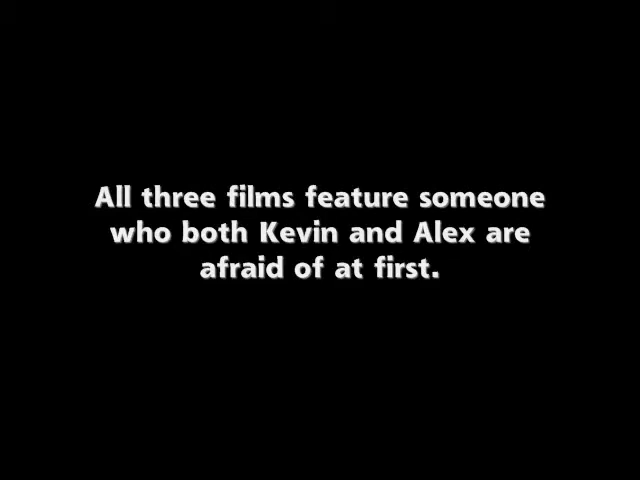 All three films feature someone
who both Kevin and Alex are
afraid of at first.